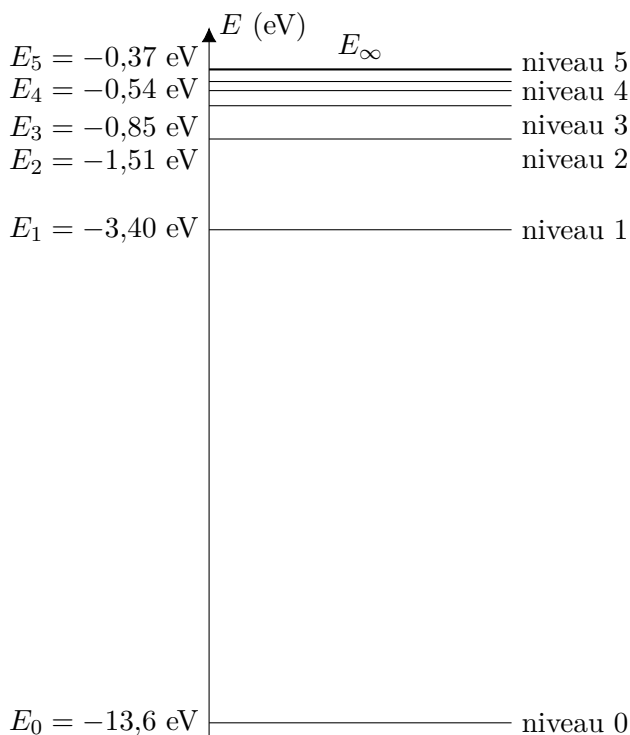 E (eV)
E₅ = −0,37 eV E∞ niveau 5
E₄ = −0,54 eV niveau 4
E₃ = −0,85 eV niveau 3
E₂ = −1,51 eV niveau 2
E₁ = −3,40 eV niveau 1
E₀ = −13,6 eV niveau 0